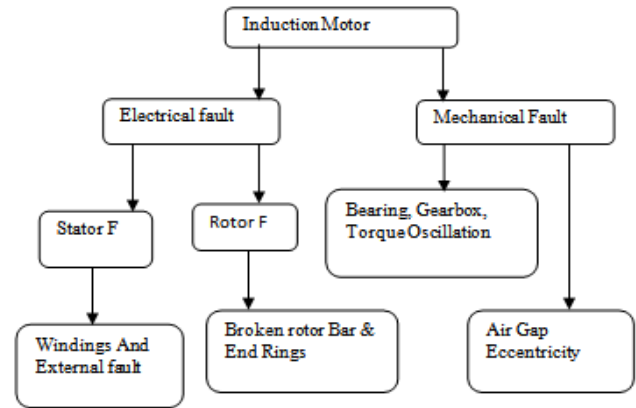 Induction Motor
Electrical fault
Mechanical Fault
Stator F
Rotor F
Bearing, Gearbox,
Torque Oscillation
Windings And
External fault
Broken rotor Bar &
End Rings
Air Gap
Eccentricity